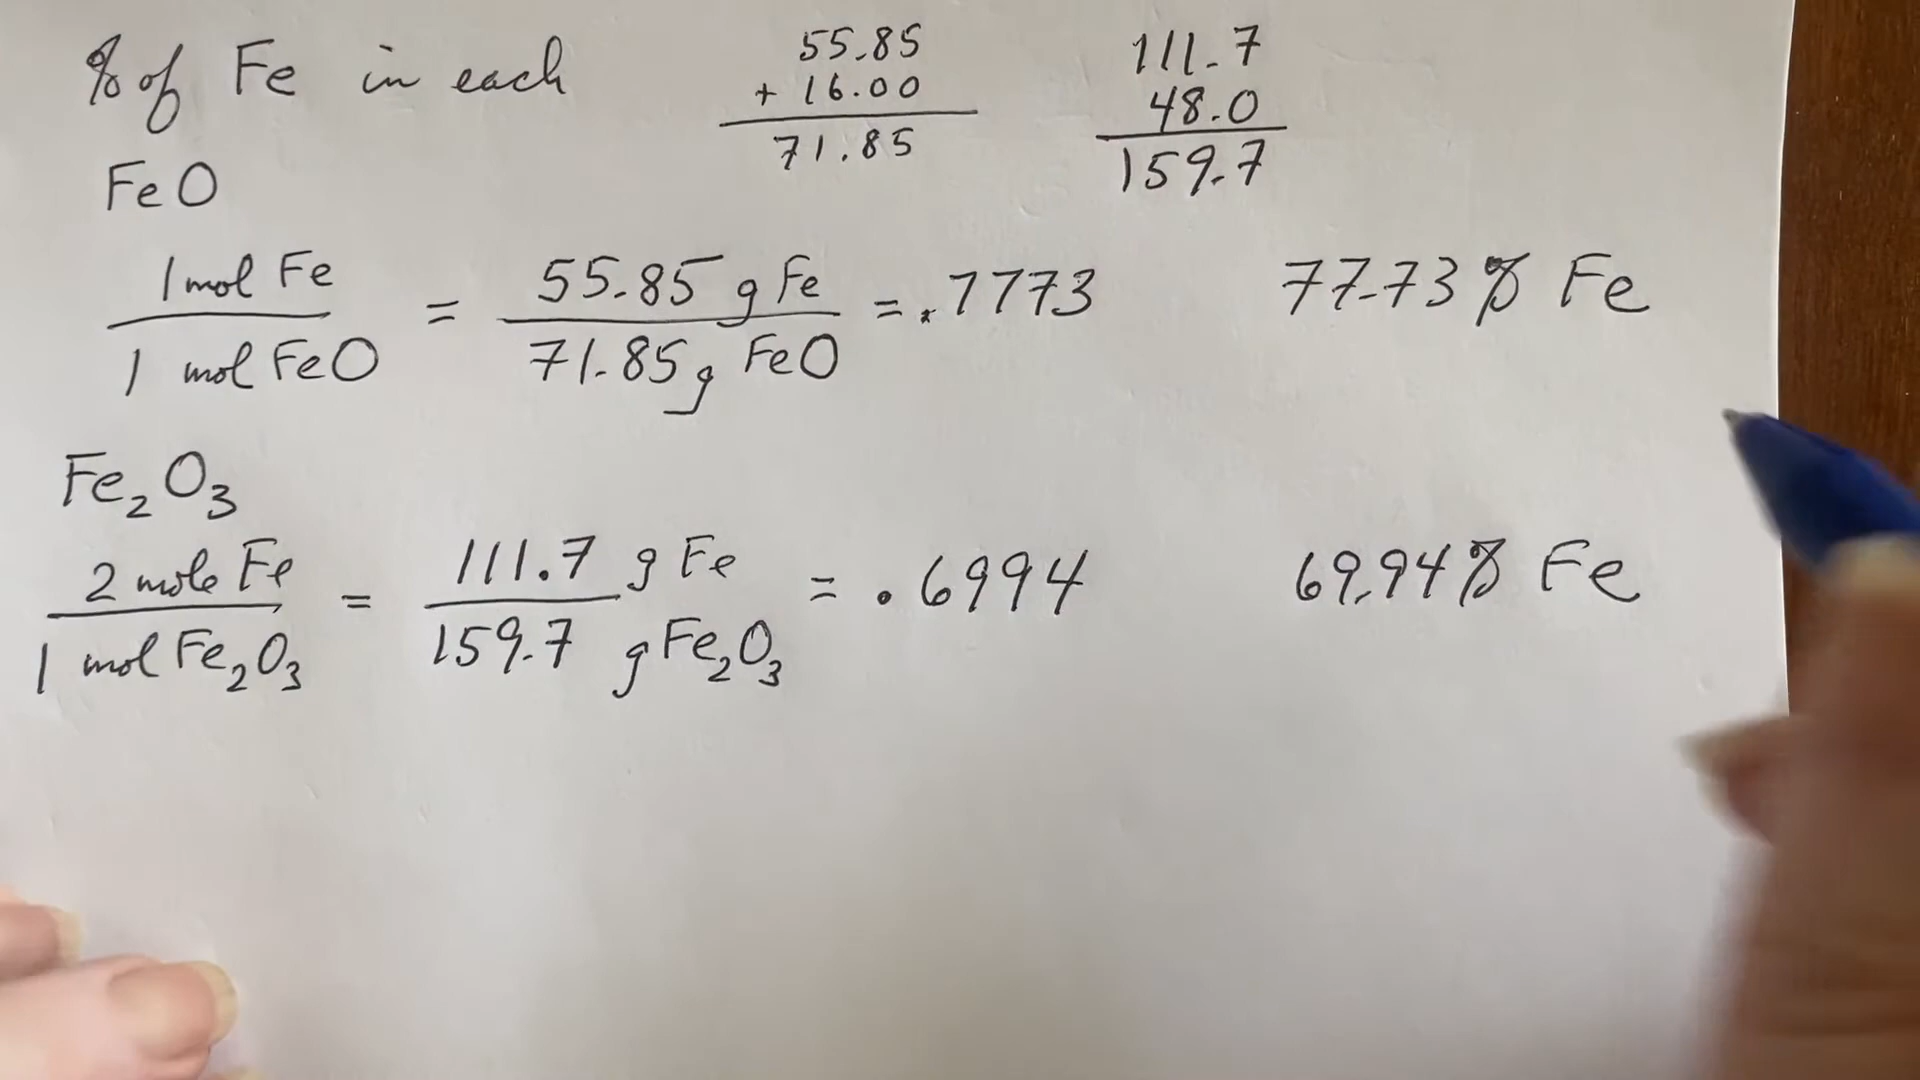 % of Fe in each
55.85
+ 16.00
71.85
111.7
48.0
159.7
FeO
1 mol Fe
1 mol FeO
=
55.85 g Fe
71.85 g FeO
= .7773
77.73% Fe
Fe₂O₃
2 mole Fe
1 mol Fe₂O₃
=
111.7 g Fe
159.7 g Fe₂O₃
= .6994
69.94% Fe